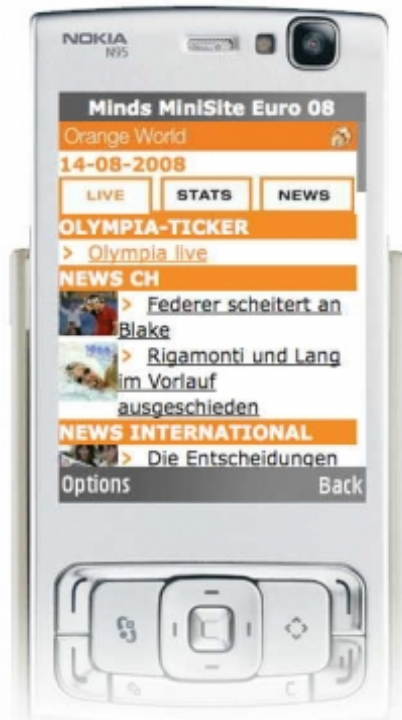 NOKIA
N95
Minds MiniSite Euro 08
Orange World
14-08-2008
LIVE STATS NEWS
OLYMPIA-TICKER
> Olympia live
NEWS CH
> Federer scheitert an
Blake
> Rigamonti und Lang
im Vorlauf
ausgeschieden
NEWS INTERNATIONAL
> Die Entscheidungen
Options Back
C